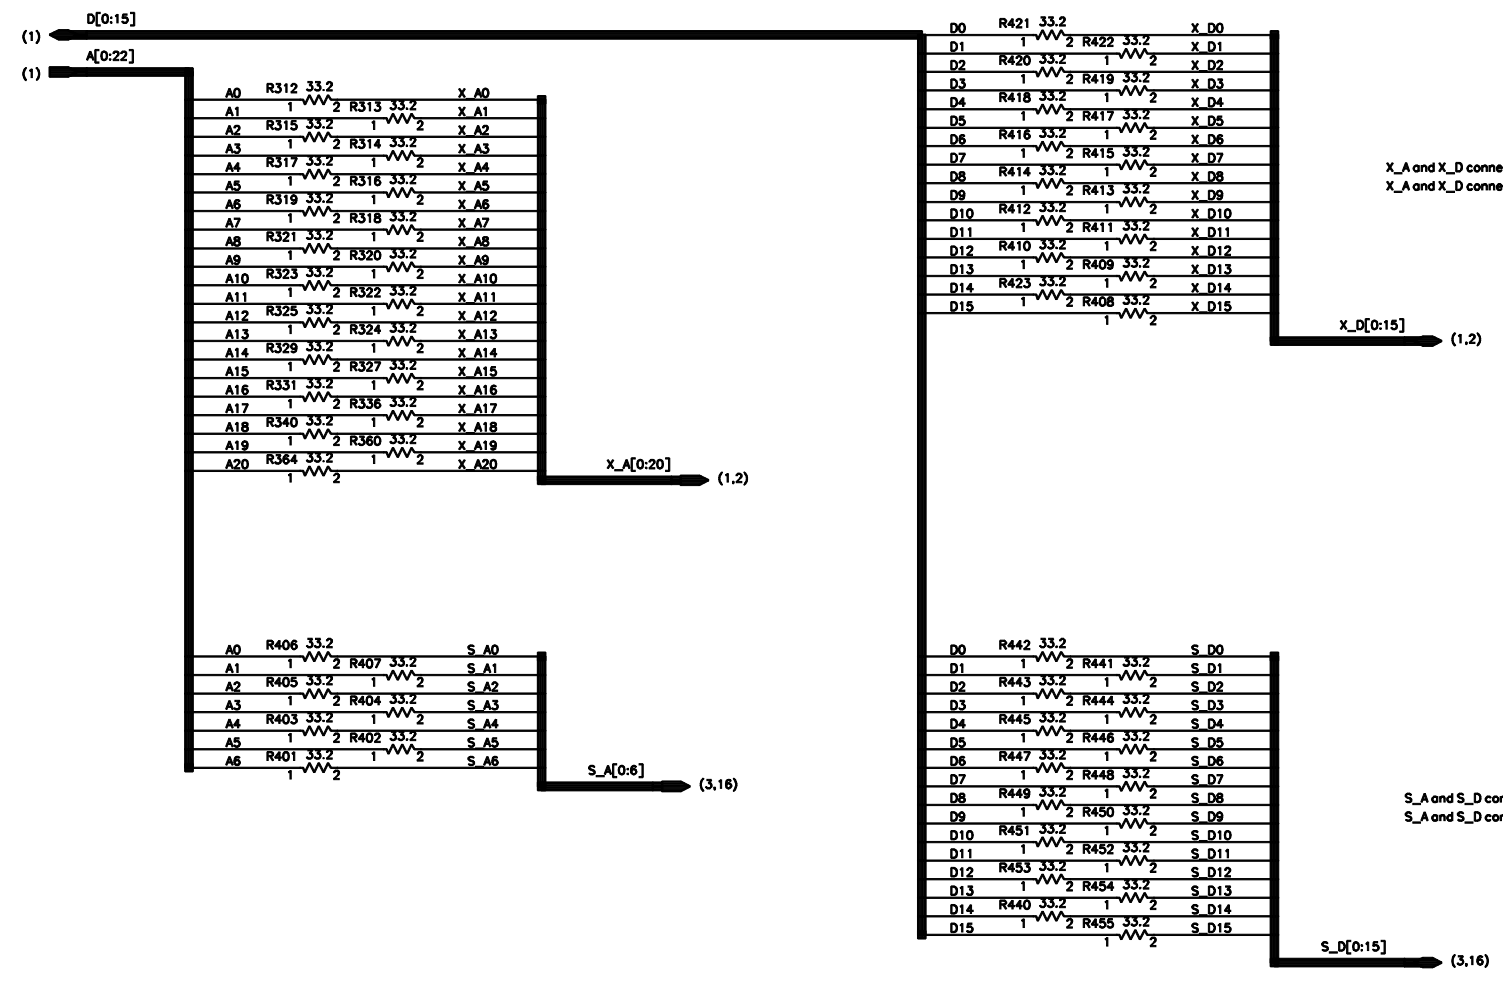 D[0:15]
(1)
A[0:22]
(1)
A0 R312 33.2 1 2 X_A0
A1 R313 33.2 1 2 X_A1
A2 R315 33.2 1 2 X_A2
A3 R314 33.2 1 2 X_A3
A4 R317 33.2 1 2 X_A4
A5 R316 33.2 1 2 X_A5
A6 R319 33.2 1 2 X_A6
A7 R318 33.2 1 2 X_A7
A8 R321 33.2 1 2 X_A8
A9 R320 33.2 1 2 X_A9
A10 R323 33.2 1 2 X_A10
A11 R322 33.2 1 2 X_A11
A12 R325 33.2 1 2 X_A12
A13 R324 33.2 1 2 X_A13
A14 R329 33.2 1 2 X_A14
A15 R327 33.2 1 2 X_A15
A16 R331 33.2 1 2 X_A16
A17 R336 33.2 1 2 X_A17
A18 R340 33.2 1 2 X_A18
A19 R360 33.2 1 2 X_A19
A20 R364 33.2 1 2 X_A20
X_A[0:20] (1,2)
A0 R406 33.2 1 2 S_A0
A1 R407 33.2 1 2 S_A1
A2 R405 33.2 1 2 S_A2
A3 R404 33.2 1 2 S_A3
A4 R403 33.2 1 2 S_A4
A5 R402 33.2 1 2 S_A5
A6 R401 33.2 1 2 S_A6
S_A[0:6] (3,16)
D0 R421 33.2 1 2 X_D0
D1 R422 33.2 1 2 X_D1
D2 R420 33.2 1 2 X_D2
D3 R419 33.2 1 2 X_D3
D4 R418 33.2 1 2 X_D4
D5 R417 33.2 1 2 X_D5
D6 R416 33.2 1 2 X_D6
D7 R415 33.2 1 2 X_D7
D8 R414 33.2 1 2 X_D8
D9 R413 33.2 1 2 X_D9
D10 R412 33.2 1 2 X_D10
D11 R411 33.2 1 2 X_D11
D12 R410 33.2 1 2 X_D12
D13 R409 33.2 1 2 X_D13
D14 R423 33.2 1 2 X_D14
D15 R408 33.2 1 2 X_D15
X_D[0:15] (1,2)
X_A and X_D conne
X_A and X_D conne
D0 R442 33.2 1 2 S_D0
D1 R441 33.2 1 2 S_D1
D2 R443 33.2 1 2 S_D2
D3 R444 33.2 1 2 S_D3
D4 R445 33.2 1 2 S_D4
D5 R446 33.2 1 2 S_D5
D6 R447 33.2 1 2 S_D6
D7 R448 33.2 1 2 S_D7
D8 R449 33.2 1 2 S_D8
D9 R450 33.2 1 2 S_D9
D10 R451 33.2 1 2 S_D10
D11 R452 33.2 1 2 S_D11
D12 R453 33.2 1 2 S_D12
D13 R454 33.2 1 2 S_D13
D14 R440 33.2 1 2 S_D14
D15 R455 33.2 1 2 S_D15
S_D[0:15] (3,16)
S_A and S_D cor
S_A and S_D cor